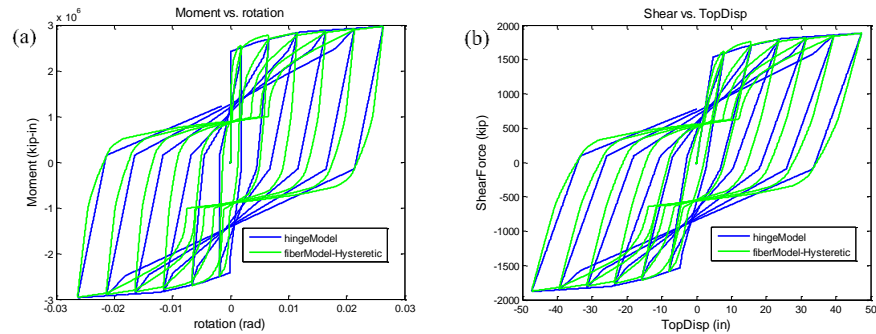 (a)
Moment vs. rotation
x 10^6
3
2
1
0
-1
-2
-3
-0.03
-0.02
-0.01
0
0.01
0.02
0.03
Moment (kip-in)
rotation (rad)
hingeModel
fiberModel-Hysteretic
(b)
Shear vs. TopDisp
2000
1500
1000
500
0
-500
-1000
-1500
-2000
-50
-40
-30
-20
-10
0
10
20
30
40
50
ShearForce (kip)
TopDisp (in)
hingeModel
fiberModel-Hysteretic